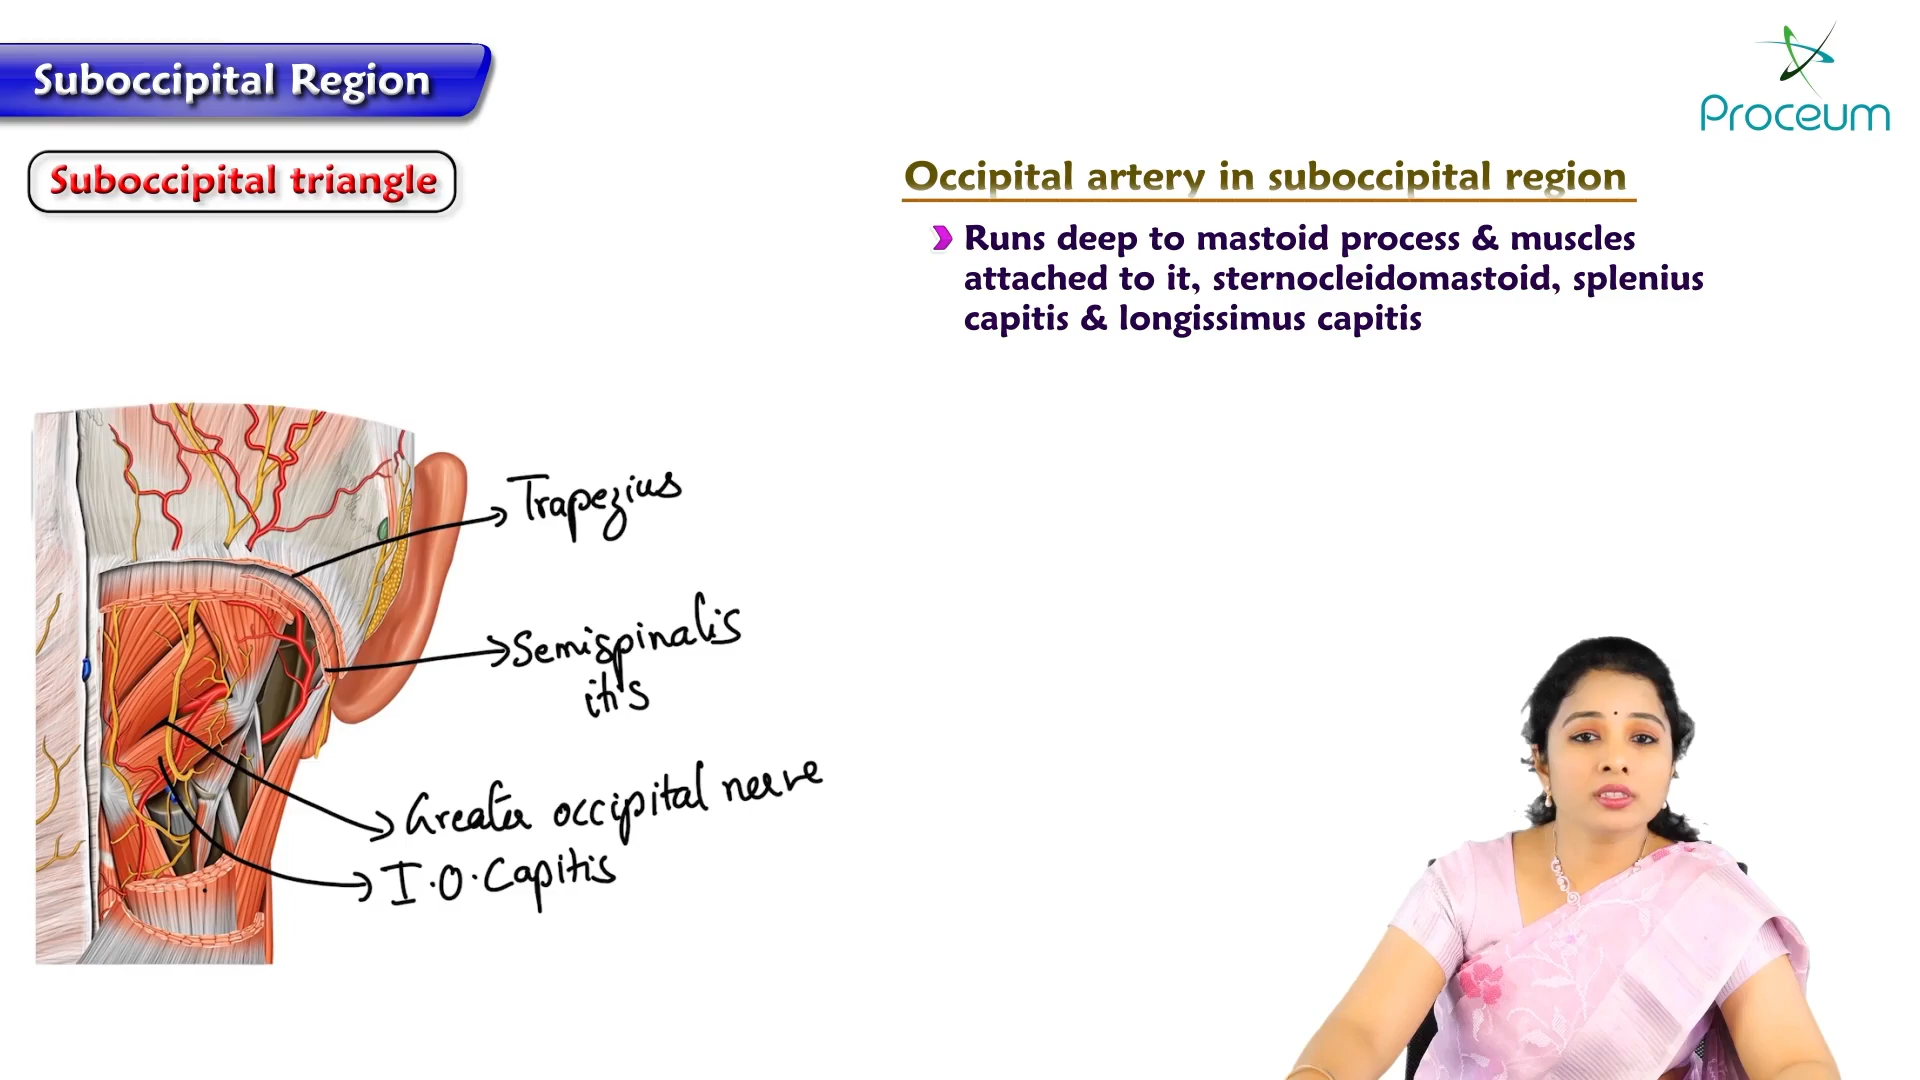 Suboccipital Region
Proceum
Suboccipital triangle
Occipital artery in suboccipital region
Runs deep to mastoid process & muscles
attached to it, sternocleidomastoid, splenius
capitis & longissimus capitis
Trapezius
Semispinalis
itis
Greater occipital nerve
I.O.Capitis